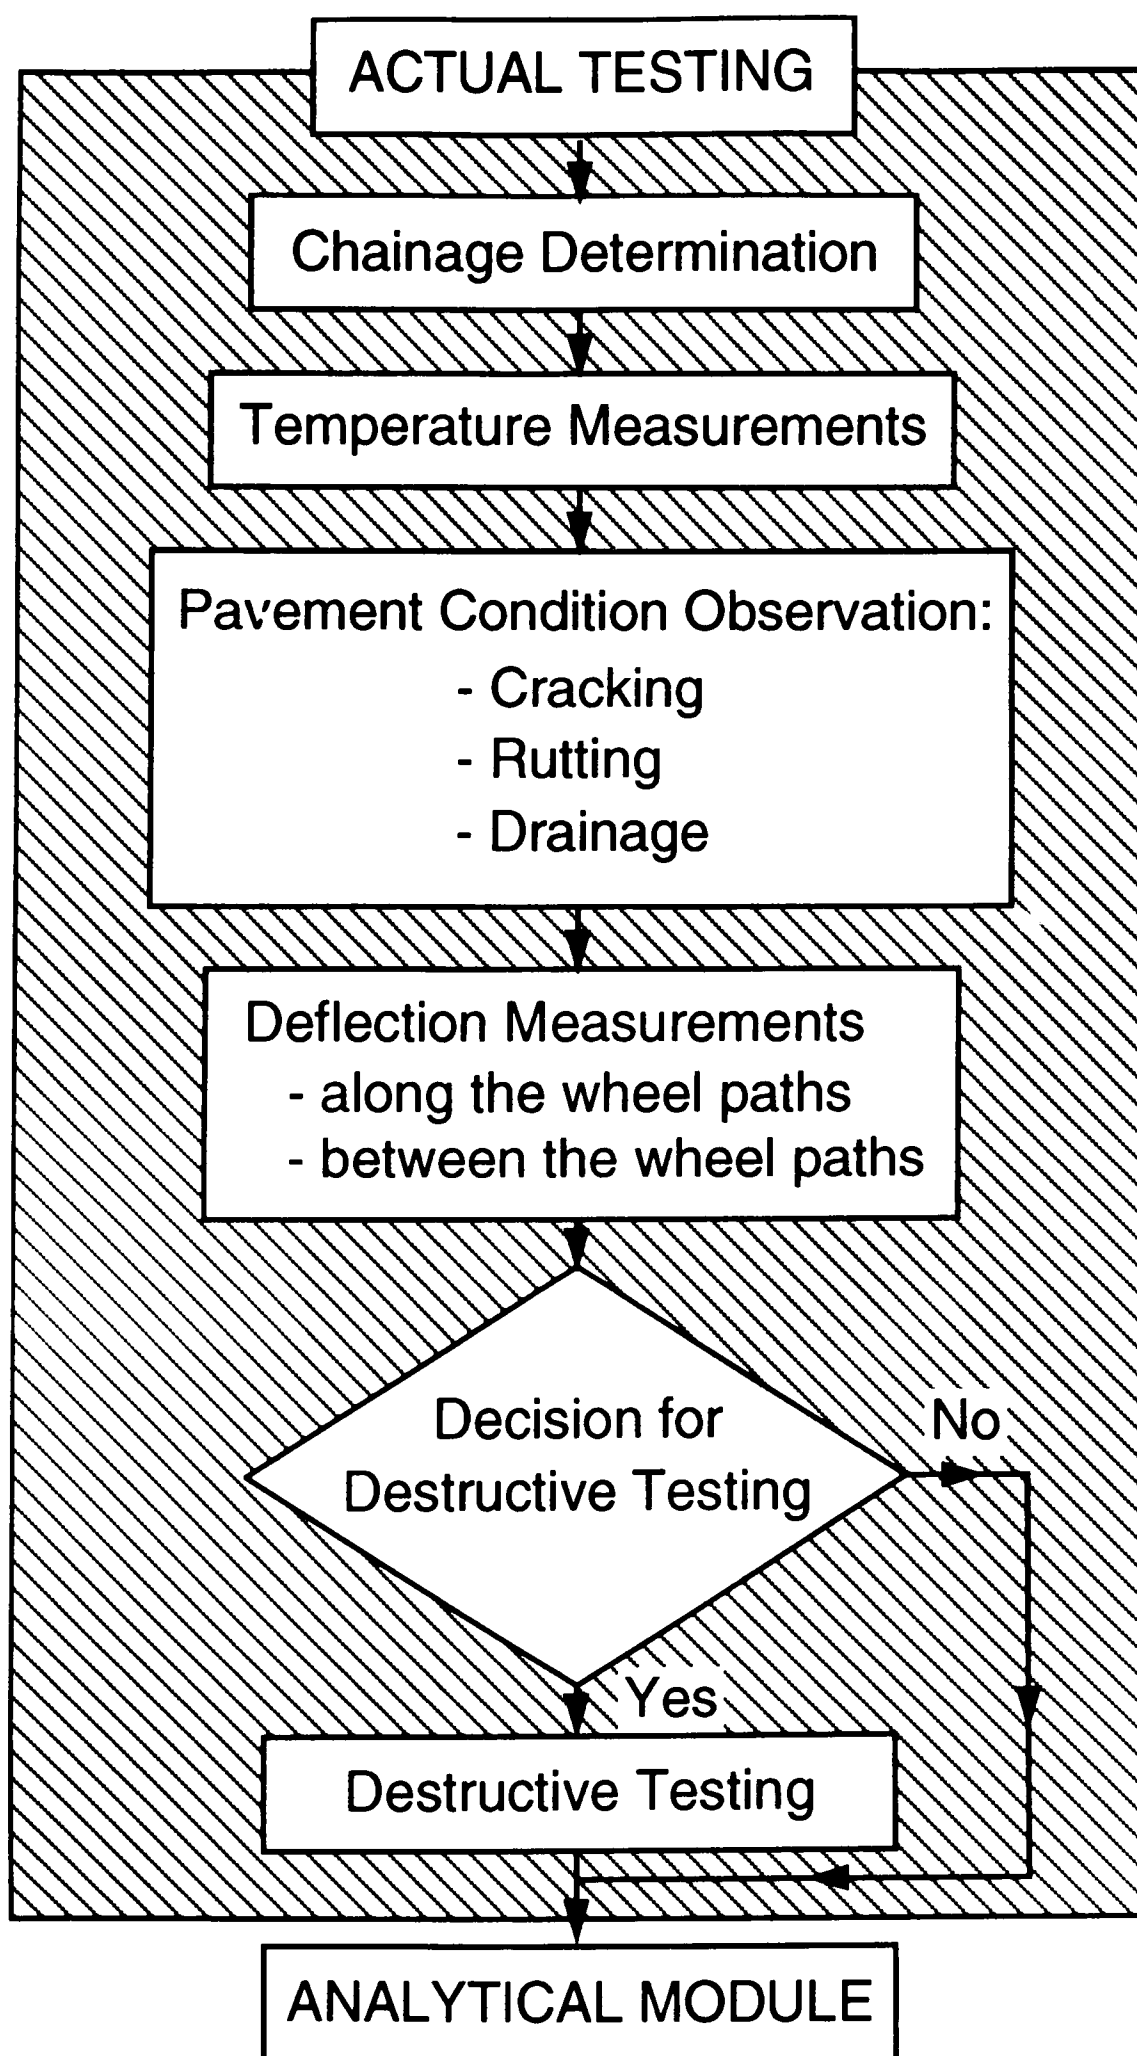 ACTUAL TESTING
Chainage Determination
Temperature Measurements
Pavement Condition Observation:
- Cracking
- Rutting
- Drainage
Deflection Measurements
- along the wheel paths
- between the wheel paths
Decision for
Destructive Testing
No
Yes
Destructive Testing
ANALYTICAL MODULE